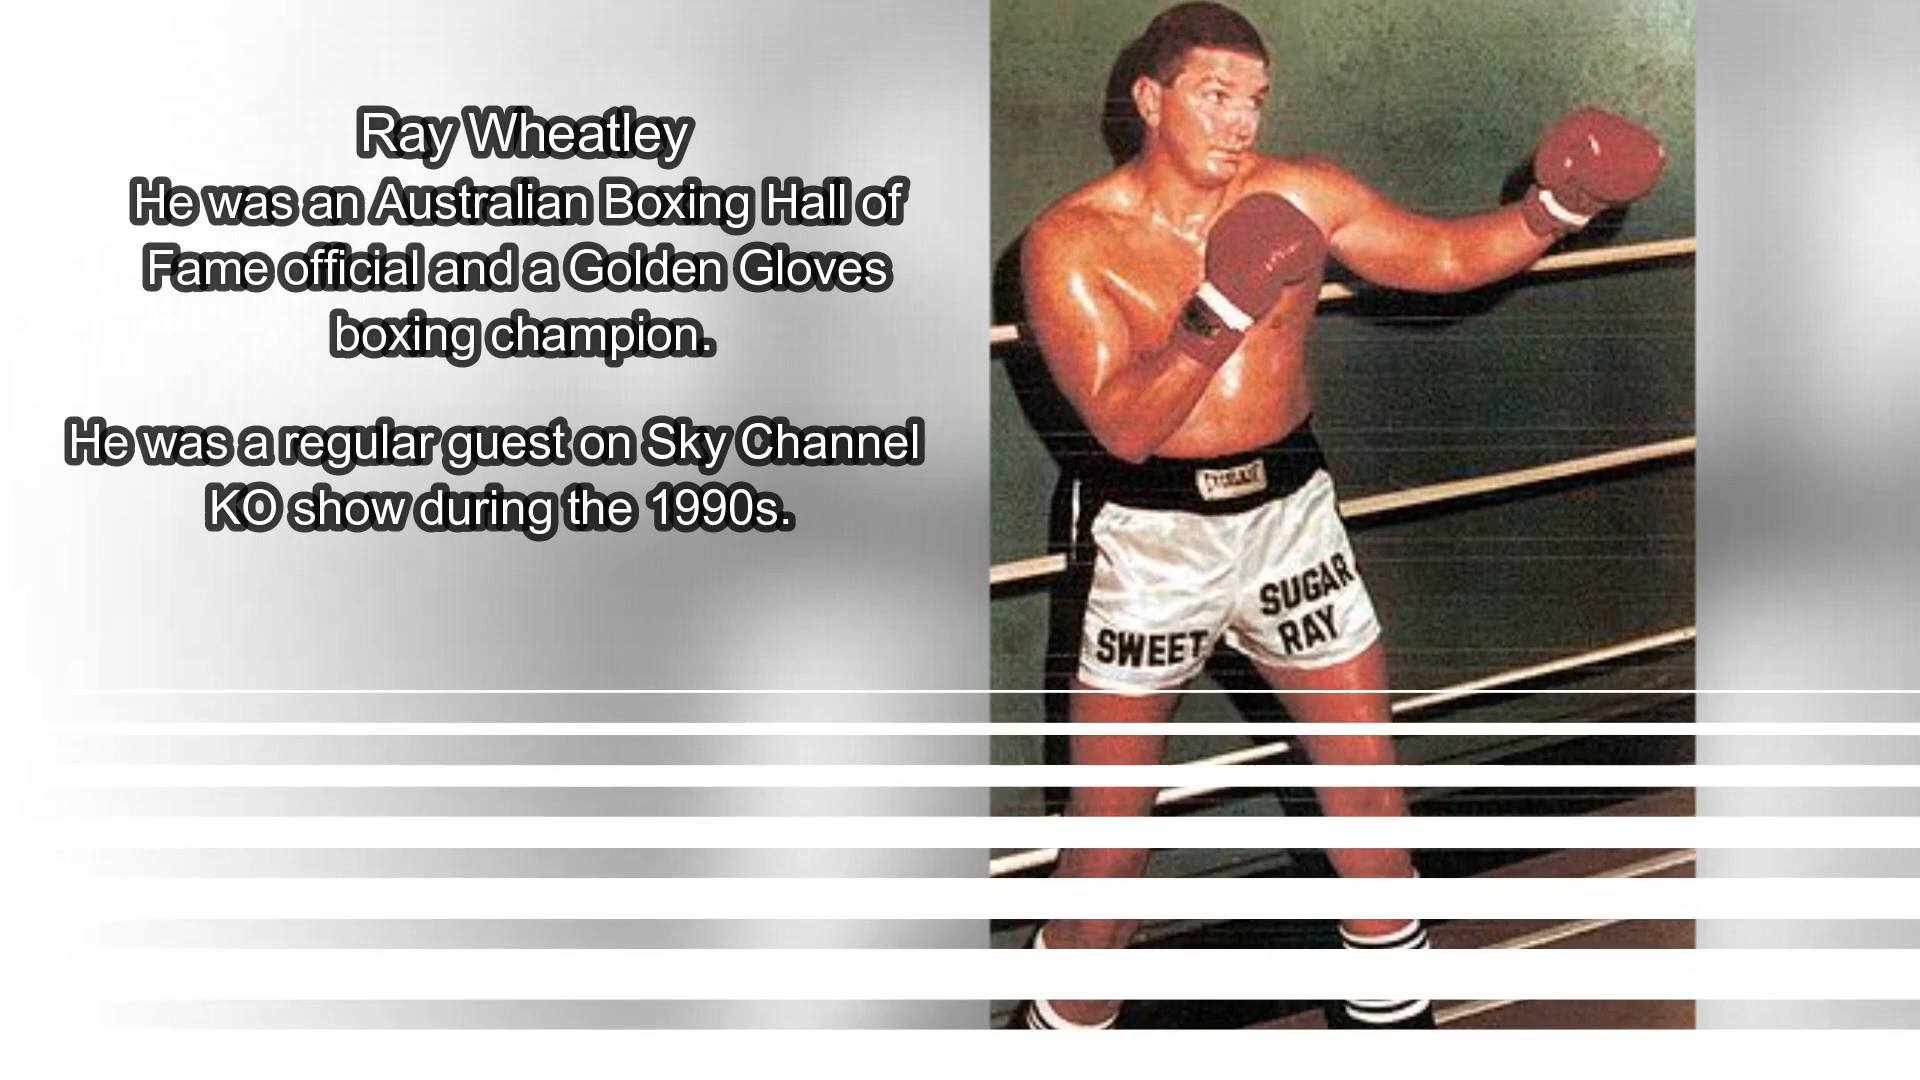 Ray Wheatley
He was an Australian Boxing Hall of
Fame official and a Golden Gloves
boxing champion.
He was a regular guest on Sky Channel
KO show during the 1990s.
SWEET
SUGAR
RAY